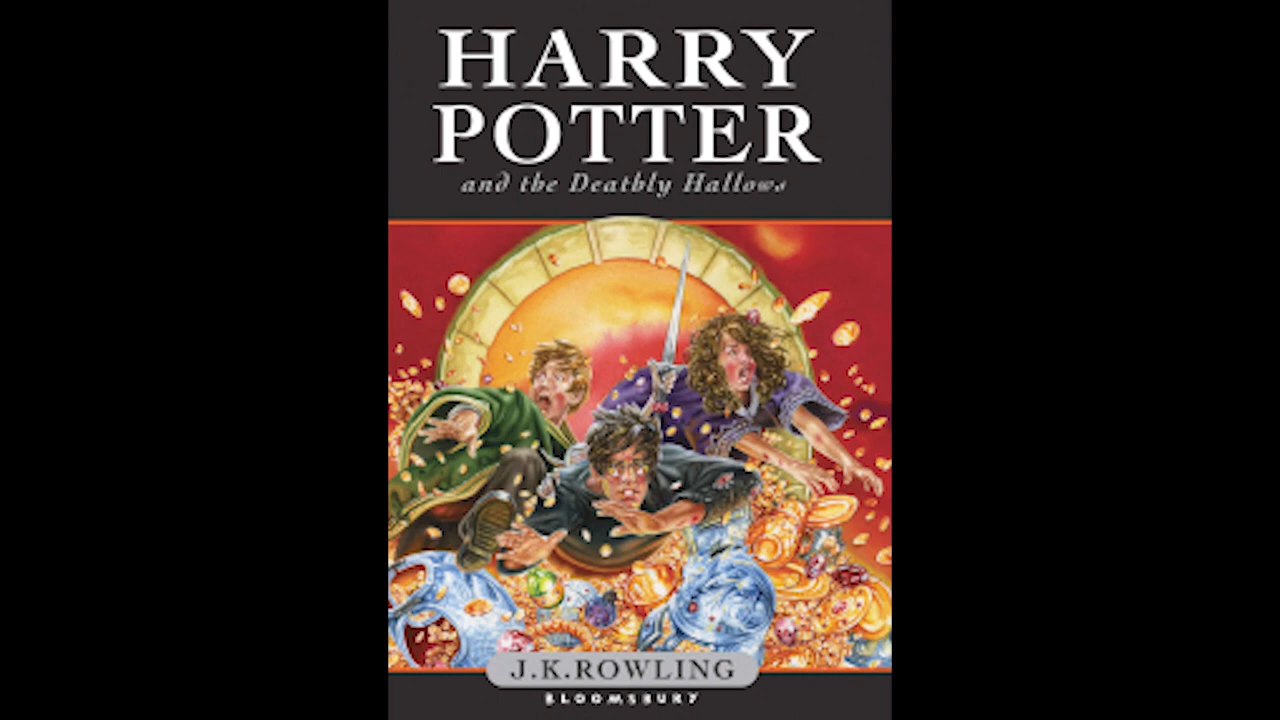 HARRY
POTTER
and the Deathly Hallows
J.K.ROWLING
BLOOMSBURY